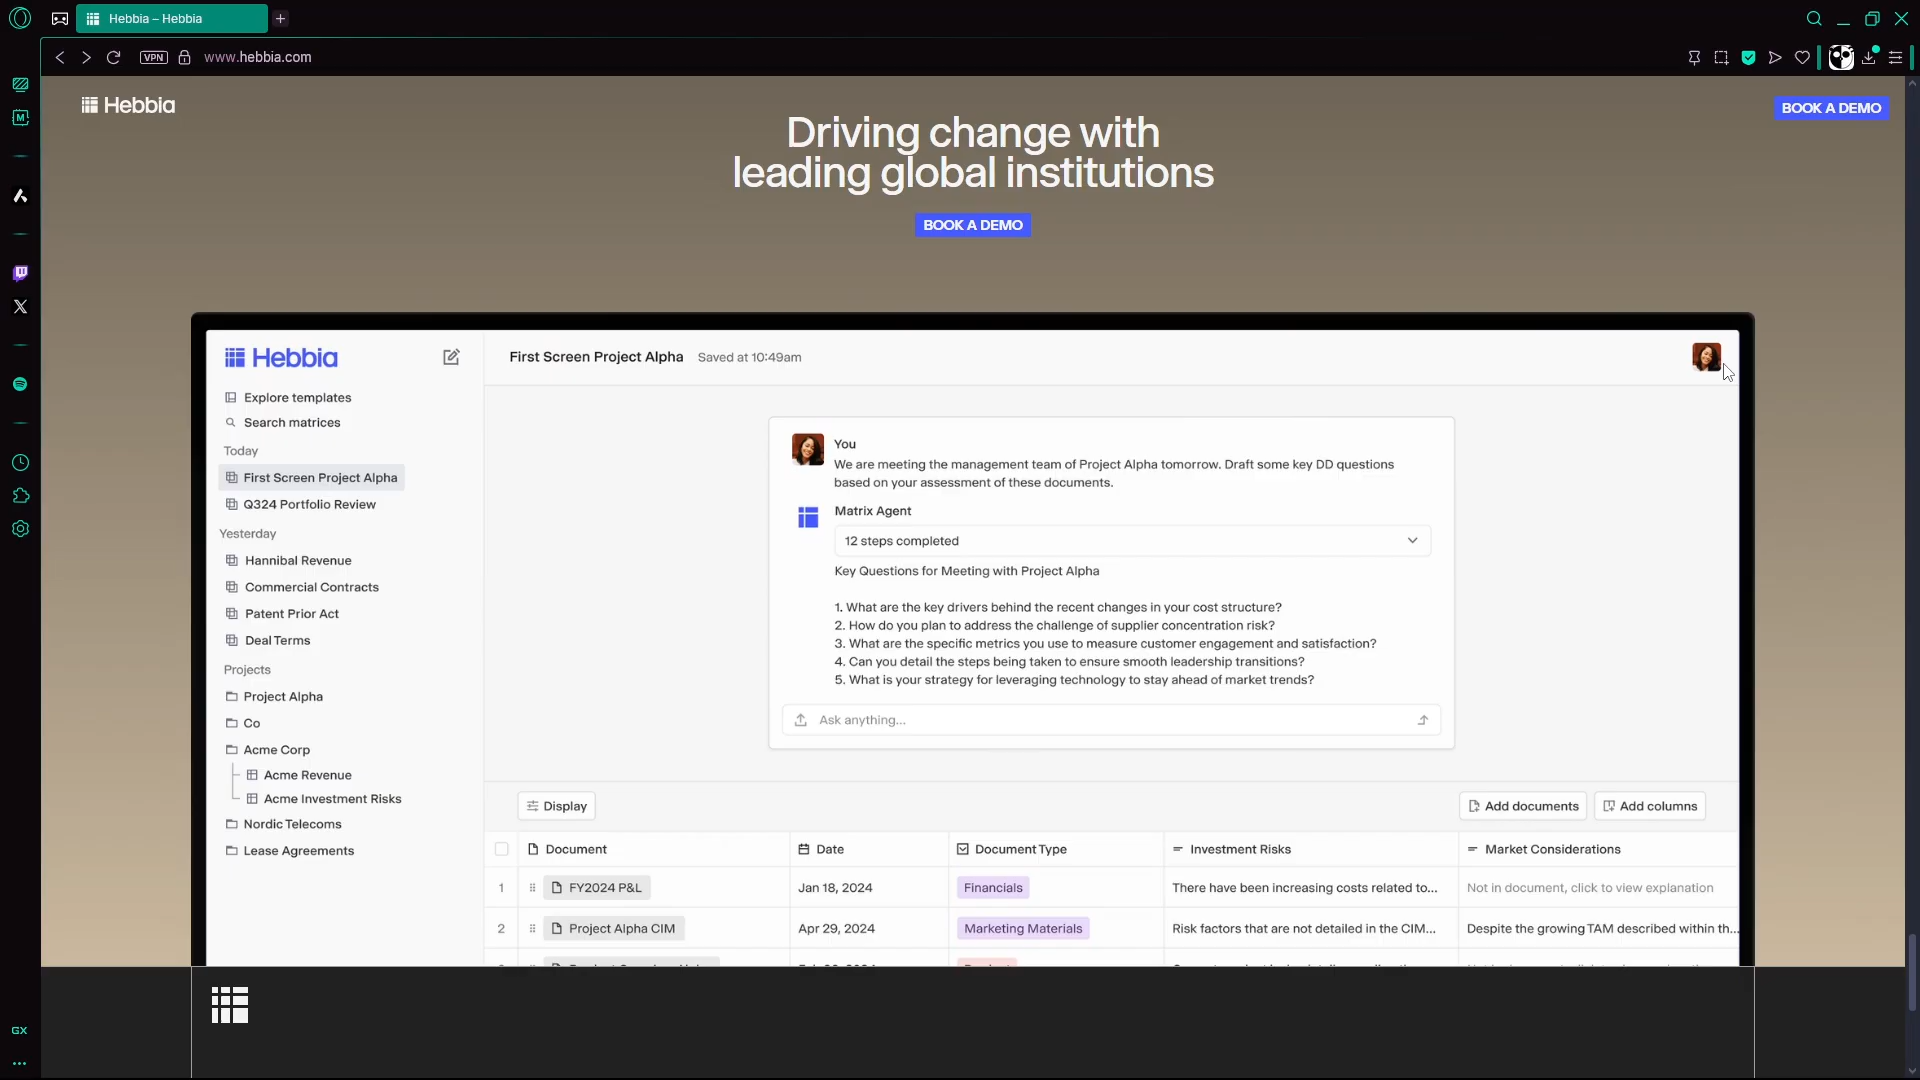 Hebbia – Hebbia
VPN
www.hebbia.com
Hebbia
BOOK A DEMO
Driving change with
leading global institutions
BOOK A DEMO
Hebbia
First Screen Project Alpha Saved at 10:49am
Explore templates
Search matrices
Today
First Screen Project Alpha
Q324 Portfolio Review
Yesterday
Hannibal Revenue
Commercial Contracts
Patent Prior Act
Deal Terms
Projects
Project Alpha
Co
Acme Corp
Acme Revenue
Acme Investment Risks
Nordic Telecoms
Lease Agreements
You
We are meeting the management team of Project Alpha tomorrow. Draft some key DD questions
based on your assessment of these documents.
Matrix Agent
12 steps completed
Key Questions for Meeting with Project Alpha
1. What are the key drivers behind the recent changes in your cost structure?
2. How do you plan to address the challenge of supplier concentration risk?
3. What are the specific metrics you use to measure customer engagement and satisfaction?
4. Can you detail the steps being taken to ensure smooth leadership transitions?
5. What is your strategy for leveraging technology to stay ahead of market trends?
Ask anything...
Display Add documents Add columns
Document Date Document Type Investment Risks Market Considerations
1 FY2024 P&L Jan 18, 2024 Financials There have been increasing costs related to... Not in document, click to view explanation
2 Project Alpha CIM Apr 29, 2024 Marketing Materials Risk factors that are not detailed in the CIM... Despite the growing TAM described within th...
GX